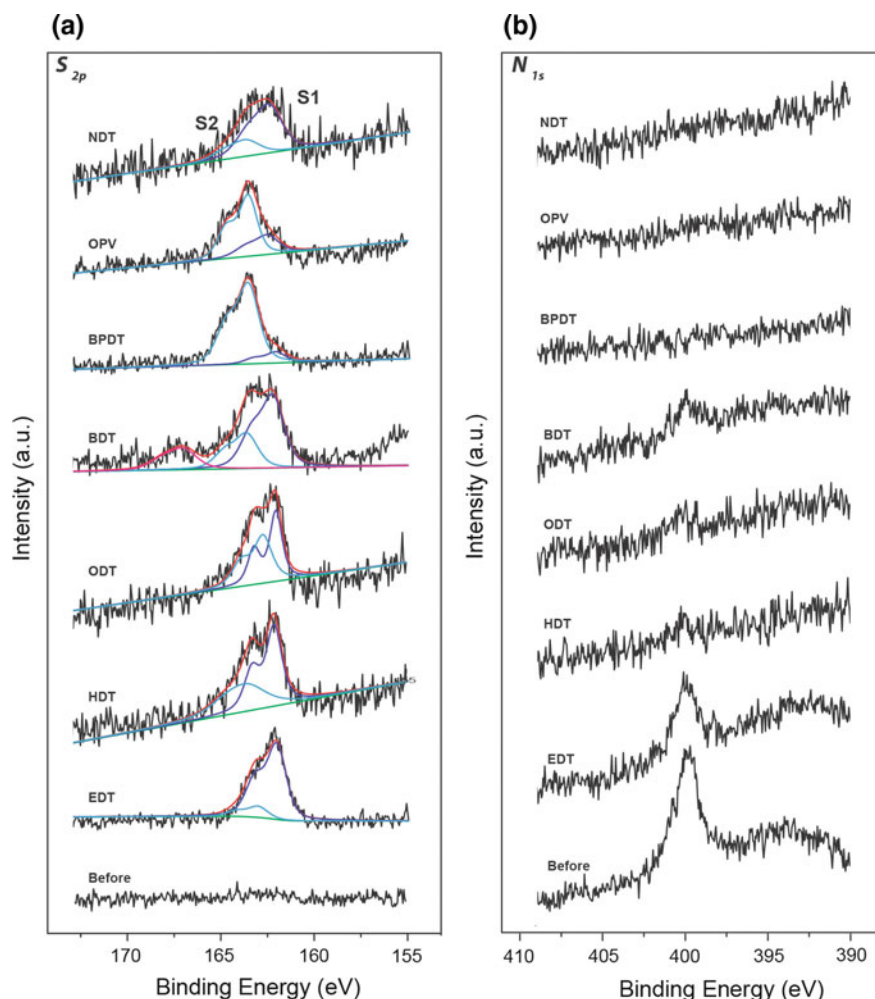 (a)
(b)
S 2p
N 1s
S2
S1
NDT
OPV
BPDT
BDT
ODT
HDT
EDT
Before
NDT
OPV
BPDT
BDT
ODT
HDT
EDT
Before
Intensity (a.u.)
Intensity (a.u.)
170 165 160 155
410 405 400 395 390
Binding Energy (eV)
Binding Energy (eV)